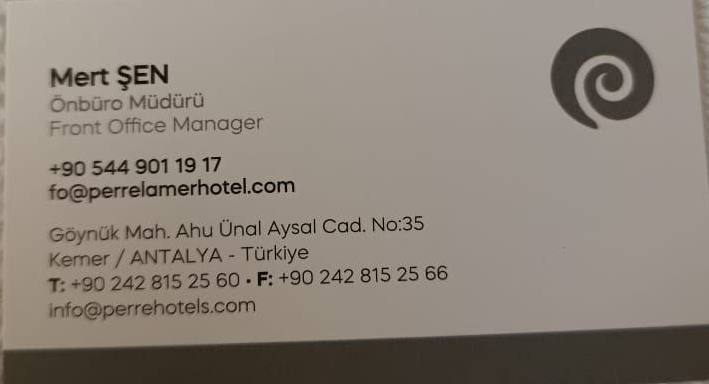 Mert ŞEN
Önbüro Müdürü
Front Office Manager
+90 544 901 19 17
fo@perrelamerhotel.com
Göynük Mah. Ahu Ünal Aysal Cad. No:35
Kemer / ANTALYA - Türkiye
T: +90 242 815 25 60 • F: +90 242 815 25 66
info@perrehotels.com